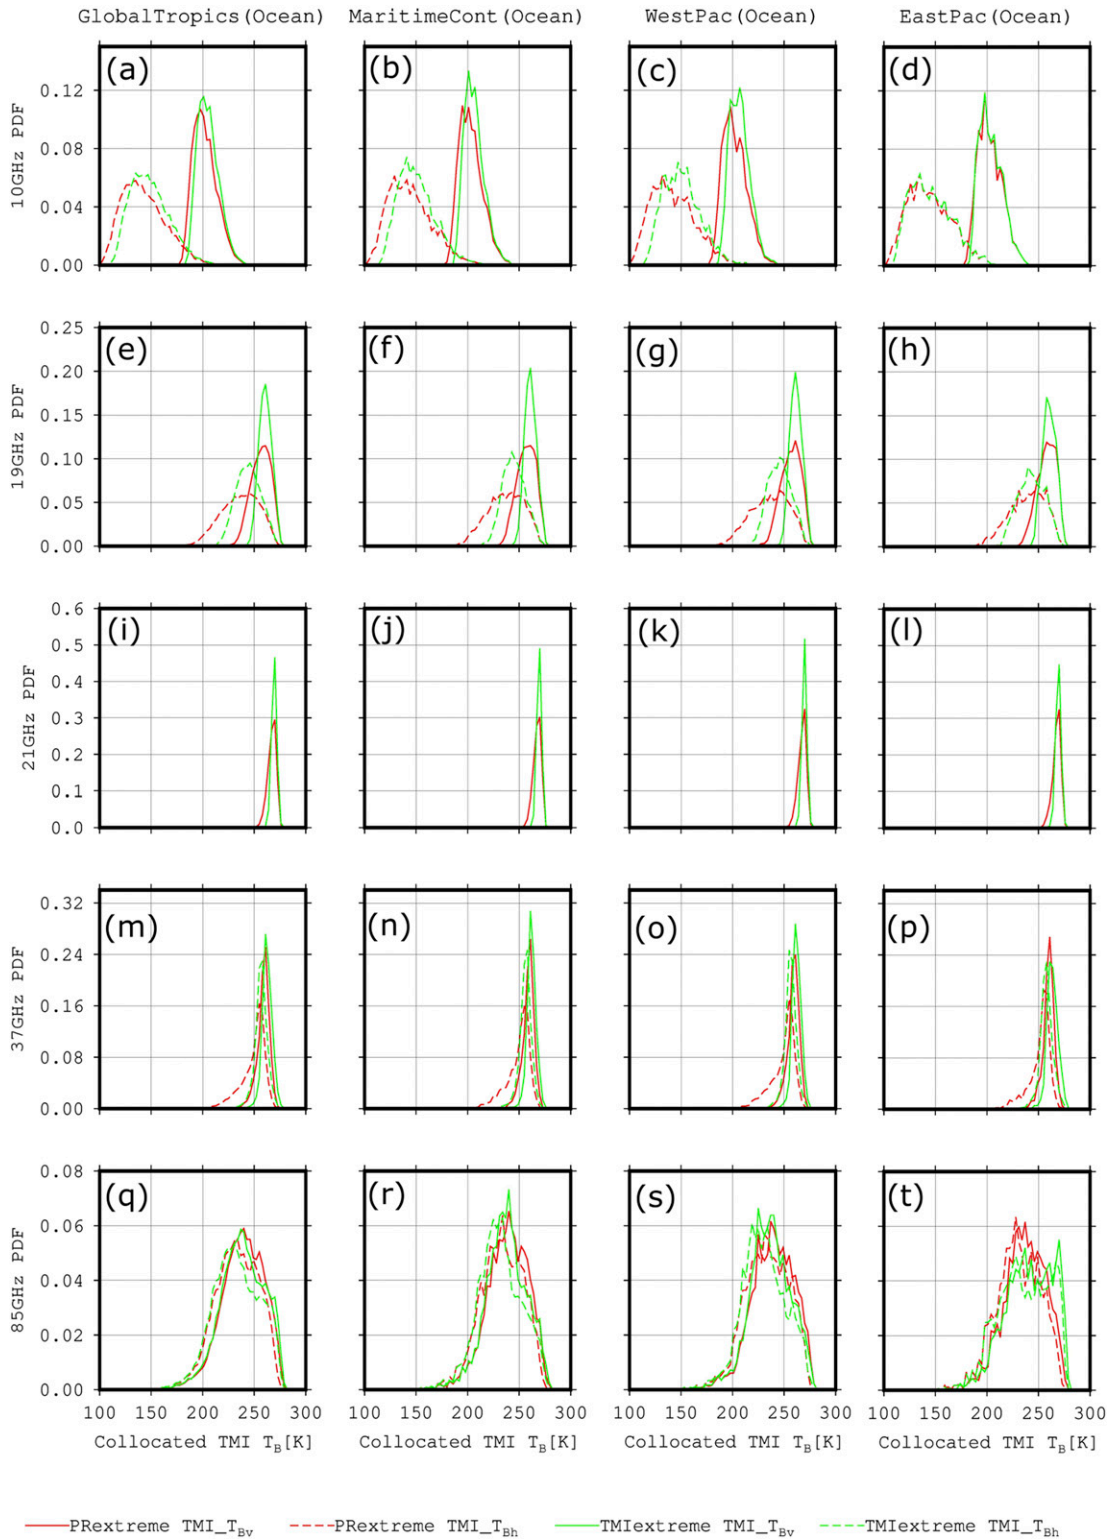 GlobalTropics(Ocean) MaritimeCont(Ocean) WestPac(Ocean) EastPac(Ocean)
(a) (b) (c) (d)
10GHz PDF
0.12
0.08
0.04
0.00
(e) (f) (g) (h)
19GHz PDF
0.25
0.20
0.15
0.10
0.05
0.00
(i) (j) (k) (l)
21GHz PDF
0.6
0.5
0.4
0.3
0.2
0.1
0.0
(m) (n) (o) (p)
37GHz PDF
0.32
0.24
0.16
0.08
0.00
(q) (r) (s) (t)
85GHz PDF
0.08
0.06
0.04
0.02
0.00
100 150 200 250 300 100 150 200 250 300 100 150 200 250 300 100 150 200 250 300
Collocated TMI T_B[K] Collocated TMI T_B[K] Collocated TMI T_B[K] Collocated TMI T_B[K]
PRextreme TMI_T_Bv PRextreme TMI_T_Bh TMIextreme TMI_T_Bv TMIextreme TMI_T_Bh